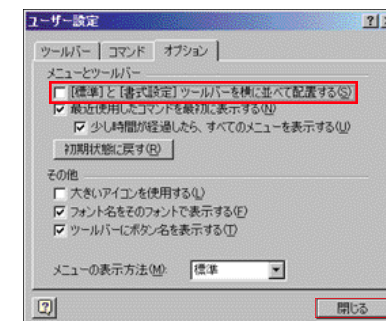 ユーザー設定
ツールバー コマンド オプション
メニューとツールバー
[標準] と [書式設定] ツールバーを横に並べて配置する(S)
最近使用したコマンドを最初に表示する(N)
少し時間が経過したら、すべてのメニューを表示する(U)
初期状態に戻す(R)
その他
大きいアイコンを使用する(L)
フォント名をそのフォントで表示する(F)
ツールバーにボタン名を表示する(T)
メニューの表示方法(M): 標準
閉じる